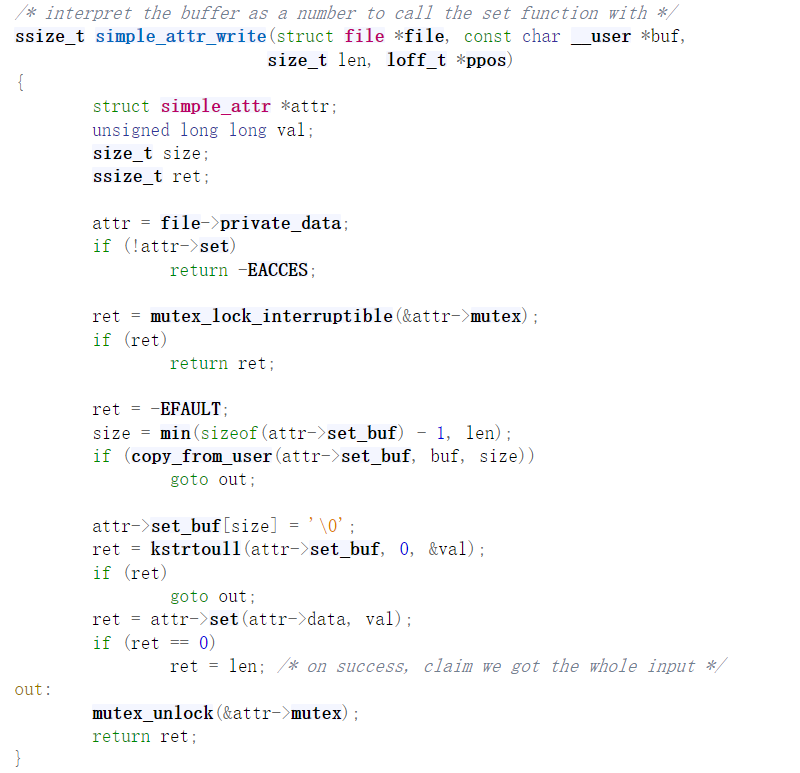 /* interpret the buffer as a number to call the set function with */
ssize_t simple_attr_write(struct file *file, const char __user *buf,
                          size_t len, loff_t *ppos)
{
        struct simple_attr *attr;
        unsigned long long val;
        size_t size;
        ssize_t ret;

        attr = file->private_data;
        if (!attr->set)
                return -EACCES;

        ret = mutex_lock_interruptible(&attr->mutex);
        if (ret)
                return ret;

        ret = -EFAULT;
        size = min(sizeof(attr->set_buf) - 1, len);
        if (copy_from_user(attr->set_buf, buf, size))
                goto out;

        attr->set_buf[size] = '\0';
        ret = kstrtoull(attr->set_buf, 0, &val);
        if (ret)
                goto out;
        ret = attr->set(attr->data, val);
        if (ret == 0)
                ret = len; /* on success, claim we got the whole input */
out:
        mutex_unlock(&attr->mutex);
        return ret;
}